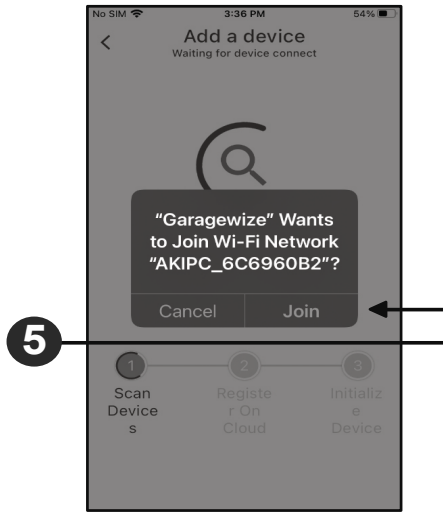 No SIM 3:36 PM 54%
Add a device
Waiting for device connect
"Garagewize" Wants
to Join Wi-Fi Network
"AKIPC_6C6960B2"?
Cancel Join
5
1 2 3
Scan
Device
s
Registe
r On
Cloud
Initializ
e
Device